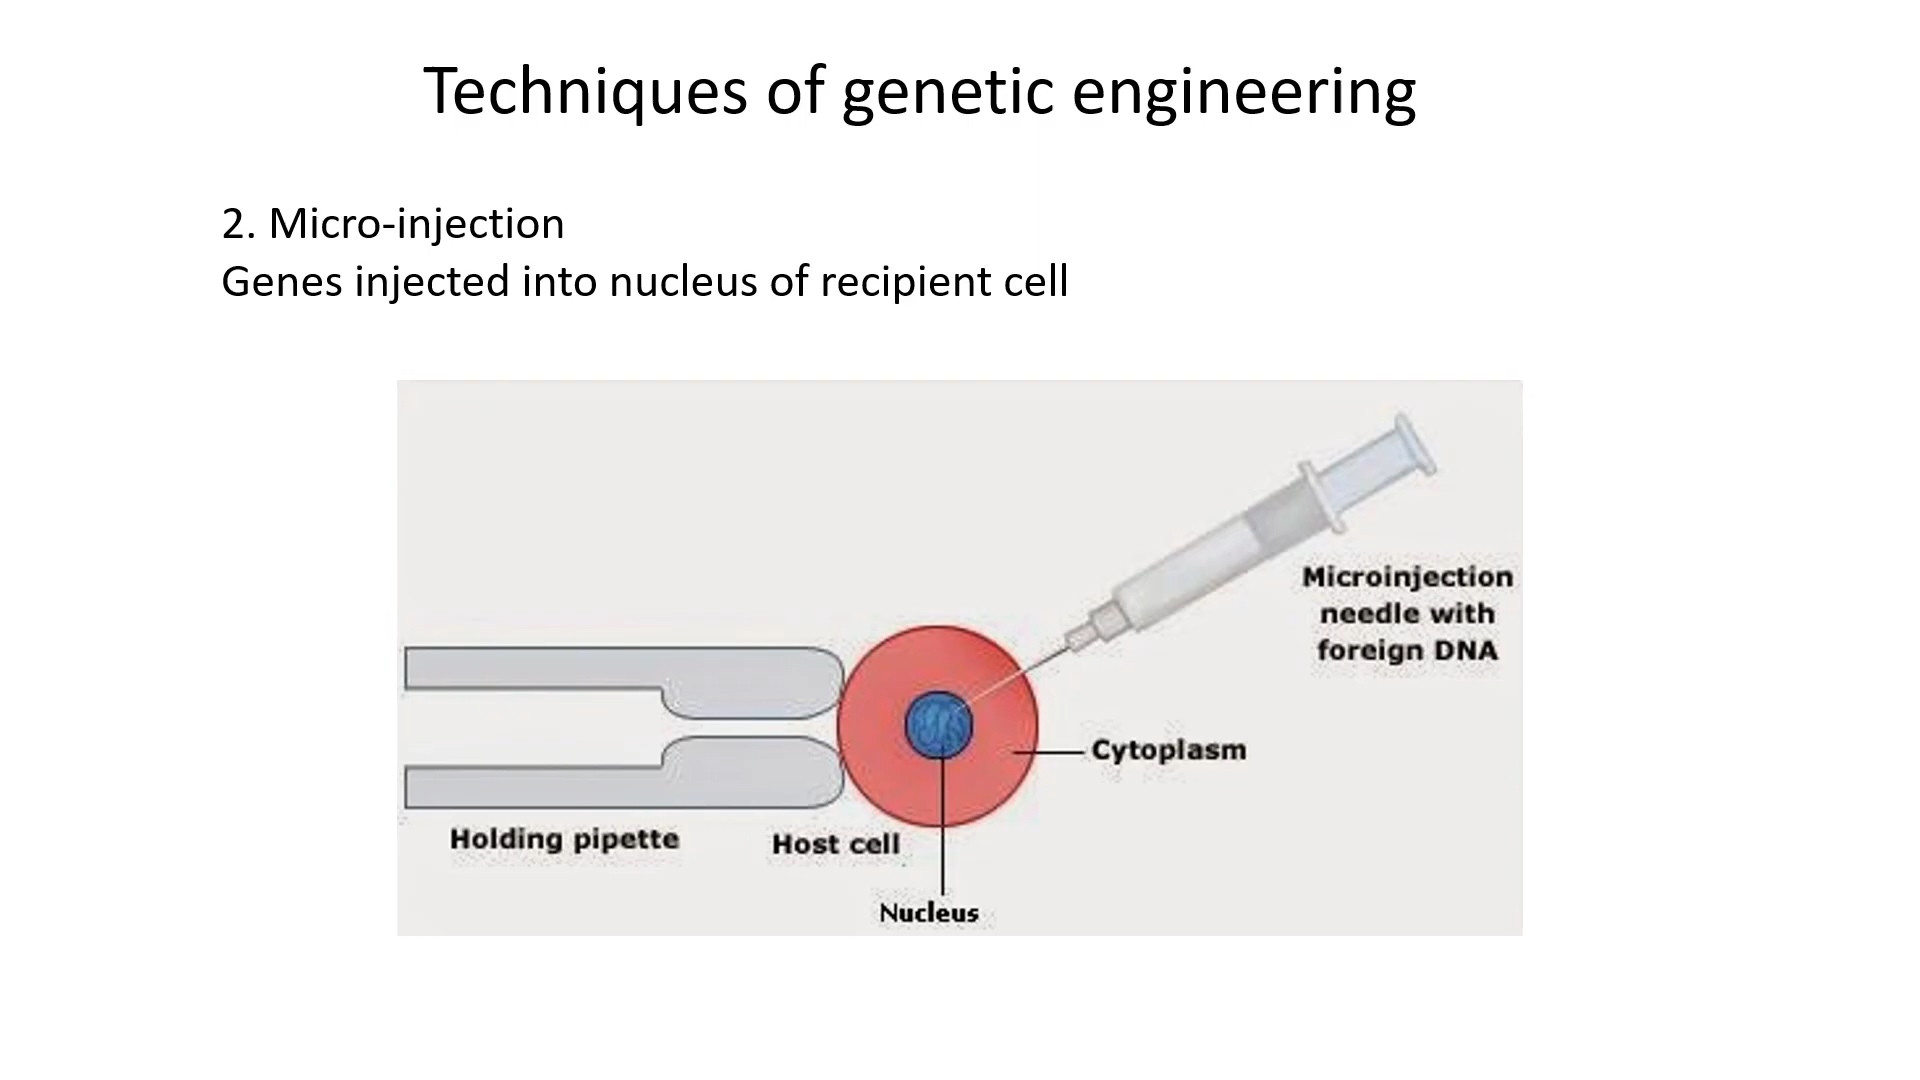 Techniques of genetic engineering
2. Micro-injection
Genes injected into nucleus of recipient cell
Microinjection
needle with
foreign DNA
Cytoplasm
Holding pipette
Host cell
Nucleus